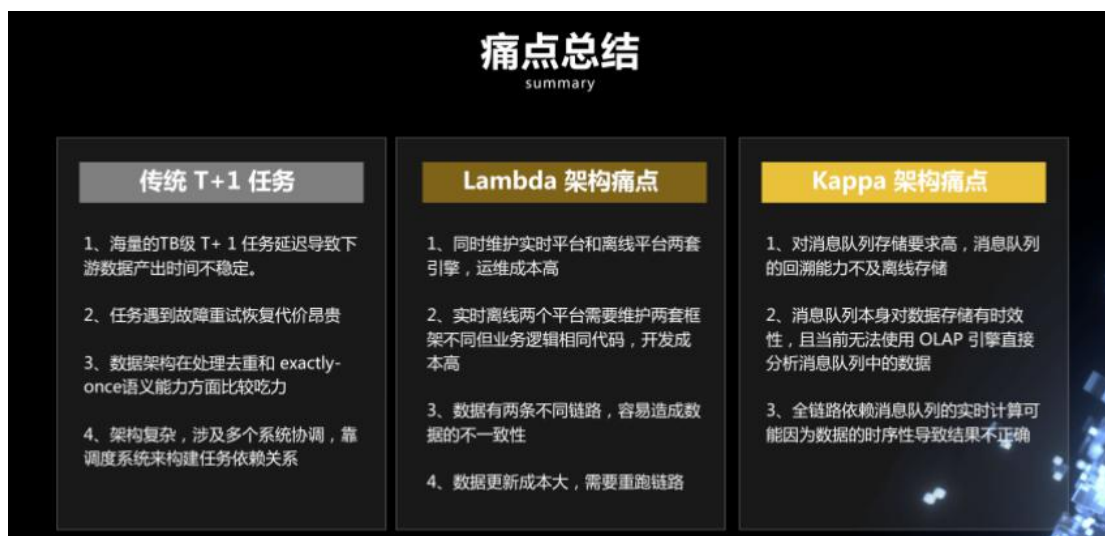 痛点总结
summary
传统 T+1 任务
1、海量的TB级 T+ 1 任务延迟导致下
游数据产出时间不稳定。
2、任务遇到故障重试恢复代价昂贵
3、数据架构在处理去重和 exactly-
once语义能力方面比较吃力
4、架构复杂，涉及多个系统协调，靠
调度系统来构建任务依赖关系
Lambda 架构痛点
1、同时维护实时平台和离线平台两套
引擎，运维成本高
2、实时离线两个平台需要维护两套框
架不同但业务逻辑相同代码，开发成
本高
3、数据有两条不同链路，容易造成数
据的不一致性
4、数据更新成本大，需要重跑链路
Kappa 架构痛点
1、对消息队列存储要求高，消息队列
的回溯能力不及离线存储
2、消息队列本身对数据存储有时效
性，且当前无法使用 OLAP 引擎直接
分析消息队列中的数据
3、全链路依赖消息队列的实时计算可
能因为数据的时序性导致结果不正确